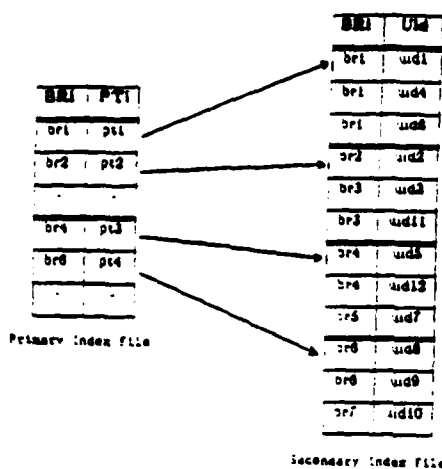 BRi PTi
br1 pt1
br2 pt2
- -
br4 pt3
br6 pt4
- -
Primary Index file
BRi Uid
br1 uid1
br1 uid4
br1 uid6
br2 uid2
br3 uid3
br3 uid11
br4 uid5
br4 uid12
br5 uid7
br6 uid8
br6 uid9
br7 uid10
Secondary Index file